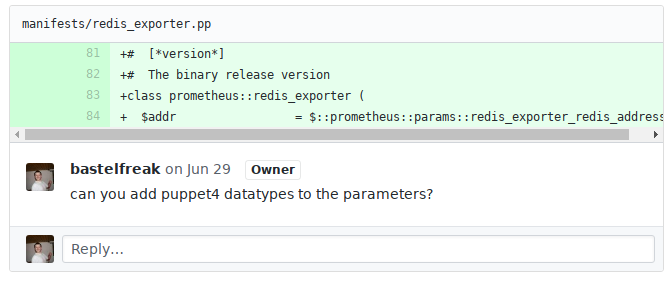 manifests/redis_exporter.pp
81 +#  [*version*]
82 +#  The binary release version
83 +class prometheus::redis_exporter (
84 +  $addr                 = $::prometheus::params::redis_exporter_redis_address
bastelfreak on Jun 29 Owner
can you add puppet4 datatypes to the parameters?
Reply...